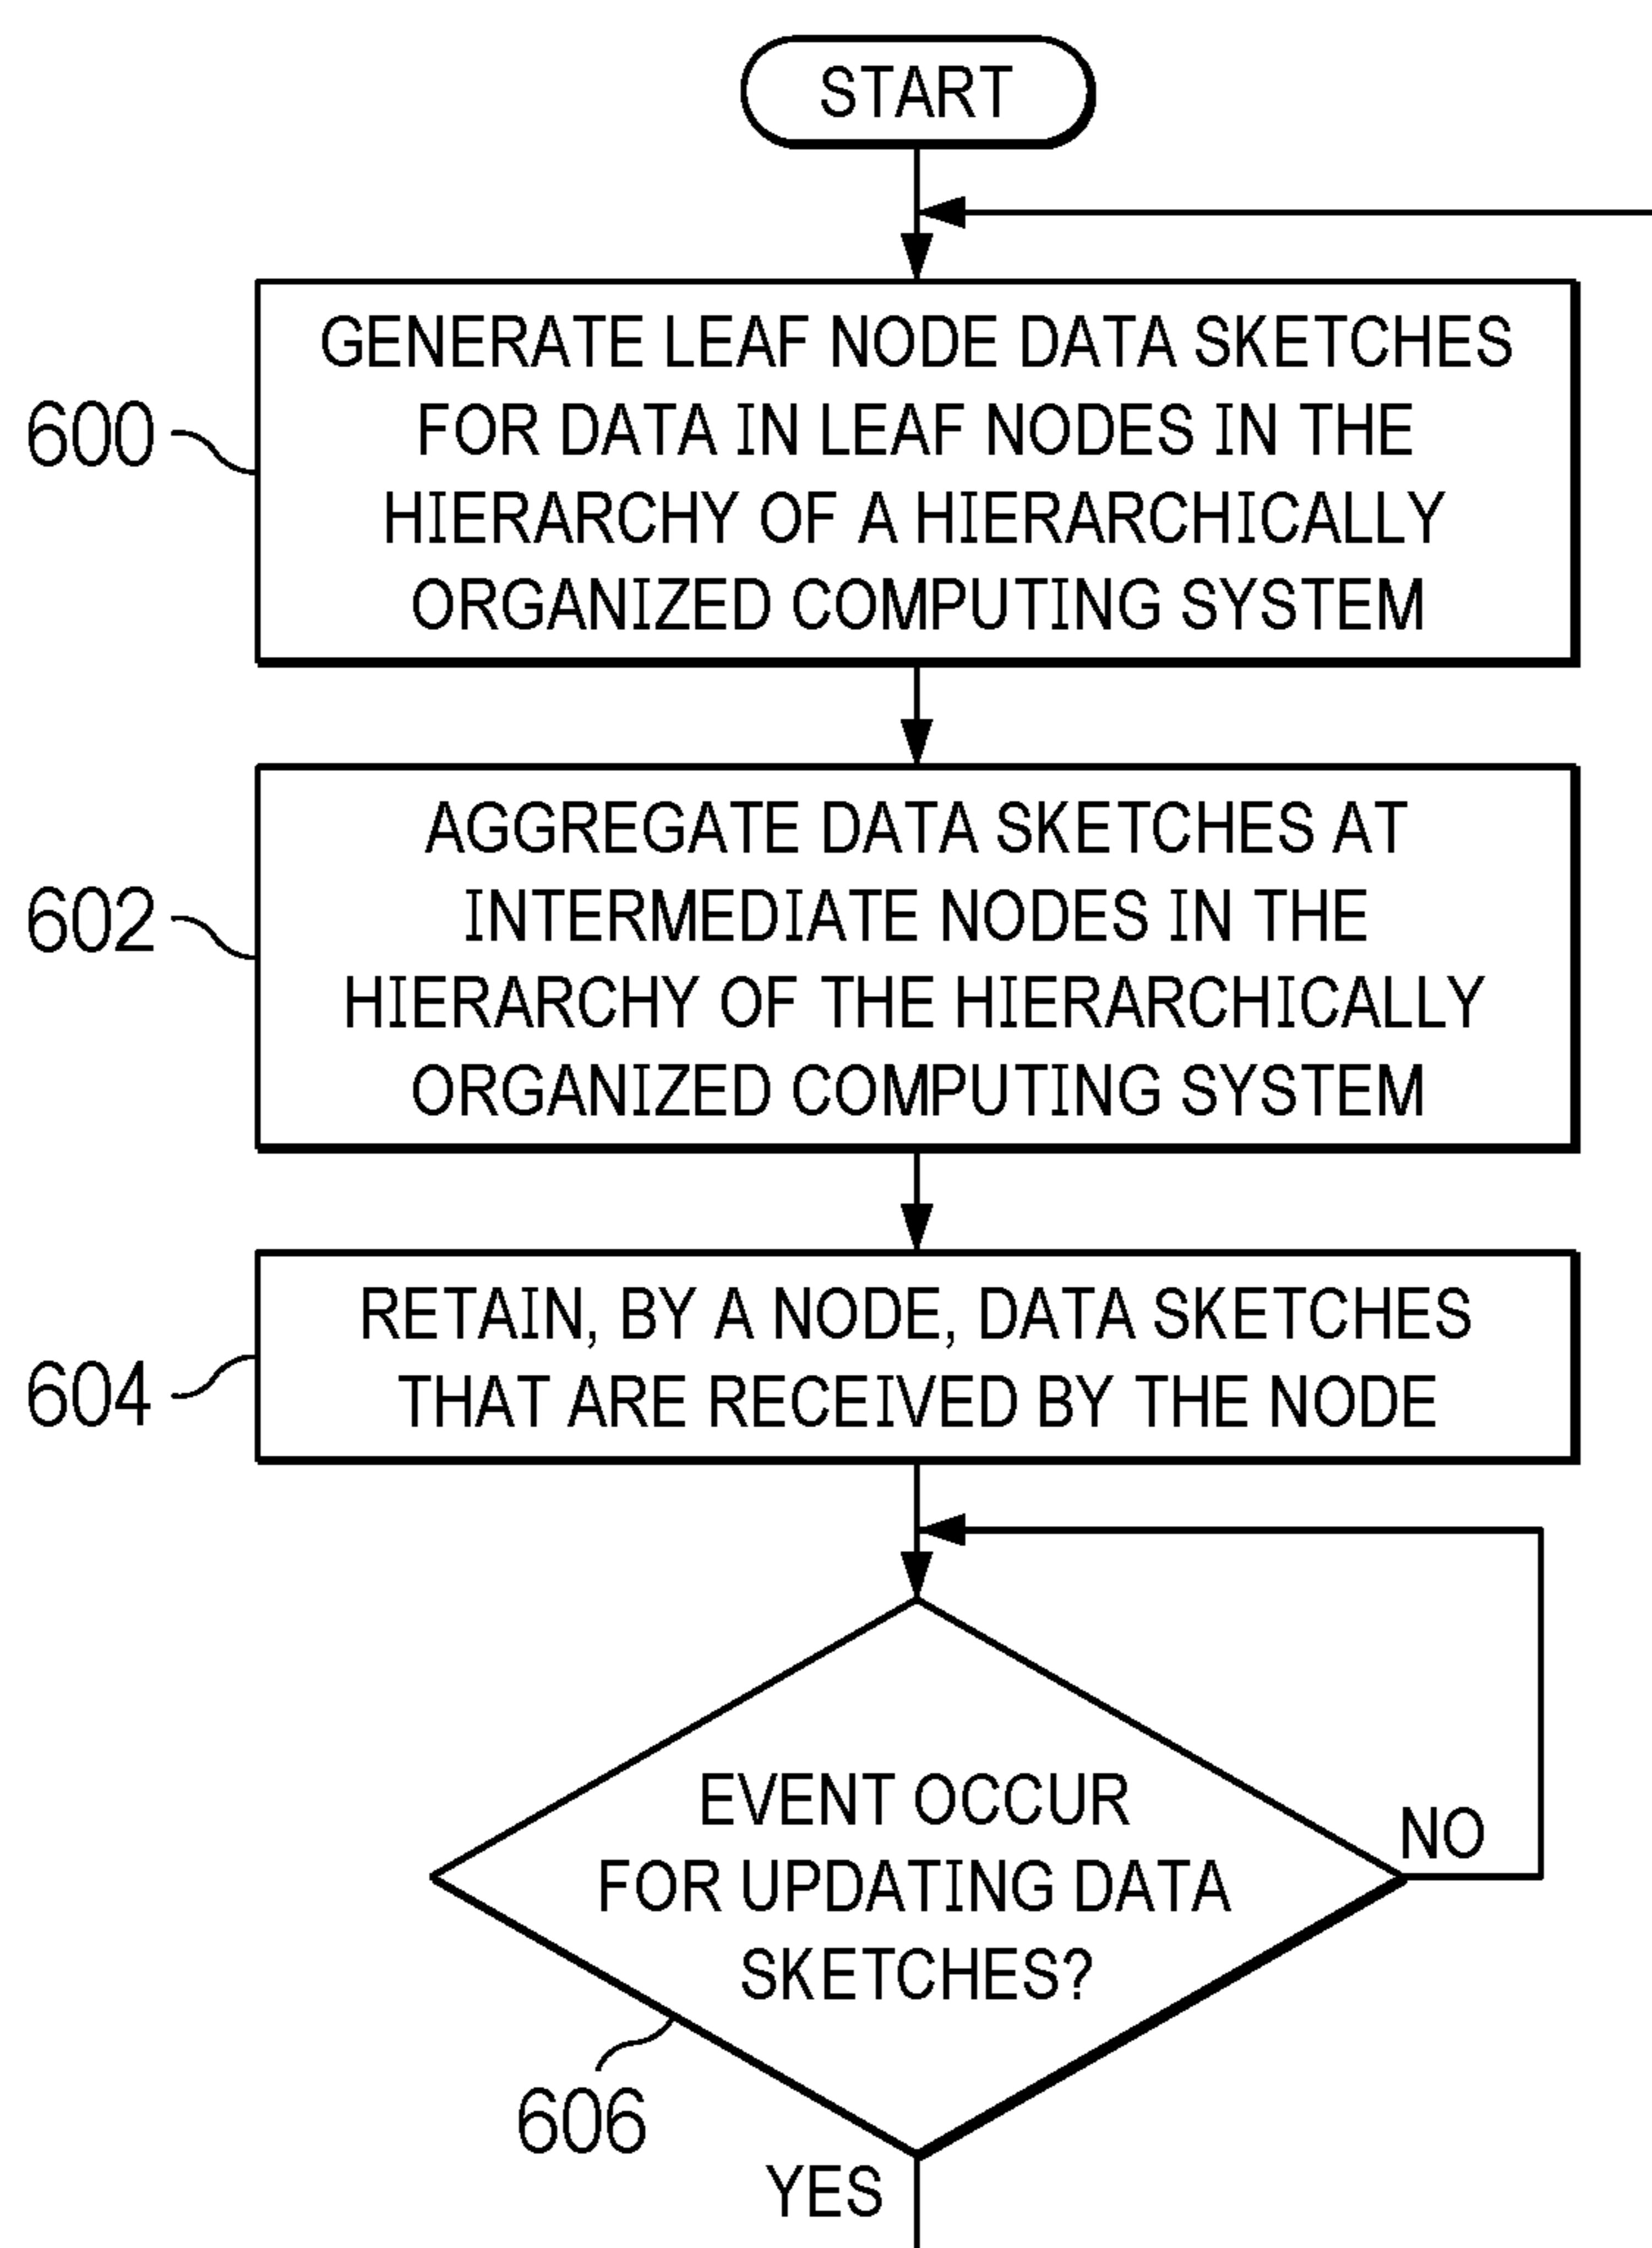 START
GENERATE LEAF NODE DATA SKETCHES
FOR DATA IN LEAF NODES IN THE
HIERARCHY OF A HIERARCHICALLY
ORGANIZED COMPUTING SYSTEM
600
AGGREGATE DATA SKETCHES AT
INTERMEDIATE NODES IN THE
HIERARCHY OF THE HIERARCHICALLY
ORGANIZED COMPUTING SYSTEM
602
RETAIN, BY A NODE, DATA SKETCHES
THAT ARE RECEIVED BY THE NODE
604
EVENT OCCUR
FOR UPDATING DATA
SKETCHES?
NO
606
YES